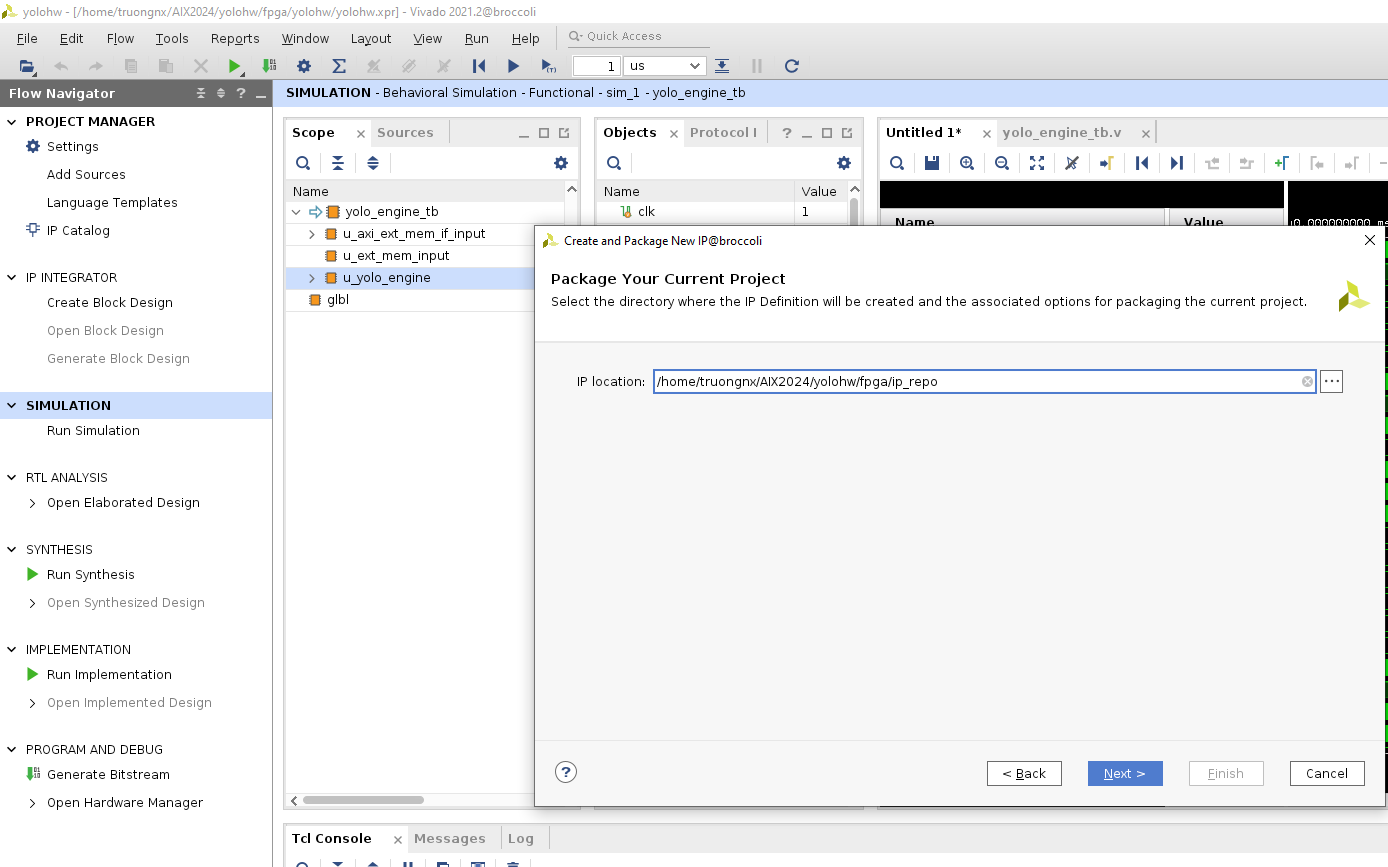 yolohw - [/home/truongnx/AIX2024/yolohw/fpga/yolohw/yolohw.xpr] - Vivado 2021.2@broccoli
File Edit Flow Tools Reports Window Layout View Run Help Quick Access
1 us
Flow Navigator
SIMULATION - Behavioral Simulation - Functional - sim_1 - yolo_engine_tb
PROJECT MANAGER
Settings
Add Sources
Language Templates
IP Catalog
IP INTEGRATOR
Create Block Design
Open Block Design
Generate Block Design
SIMULATION
Run Simulation
RTL ANALYSIS
Open Elaborated Design
SYNTHESIS
Run Synthesis
Open Synthesized Design
IMPLEMENTATION
Run Implementation
Open Implemented Design
PROGRAM AND DEBUG
Generate Bitstream
Open Hardware Manager
Scope Sources
Name
yolo_engine_tb
u_axi_ext_mem_if_input
u_ext_mem_input
u_yolo_engine
glbl
Objects Protocol I
Name Value
clk 1
Untitled 1* yolo_engine_tb.v
Name Value
Create and Package New IP@broccoli
Package Your Current Project
Select the directory where the IP Definition will be created and the associated options for packaging the current project.
IP location: /home/truongnx/AIX2024/yolohw/fpga/ip_repo
? < Back Next > Finish Cancel
Tcl Console Messages Log